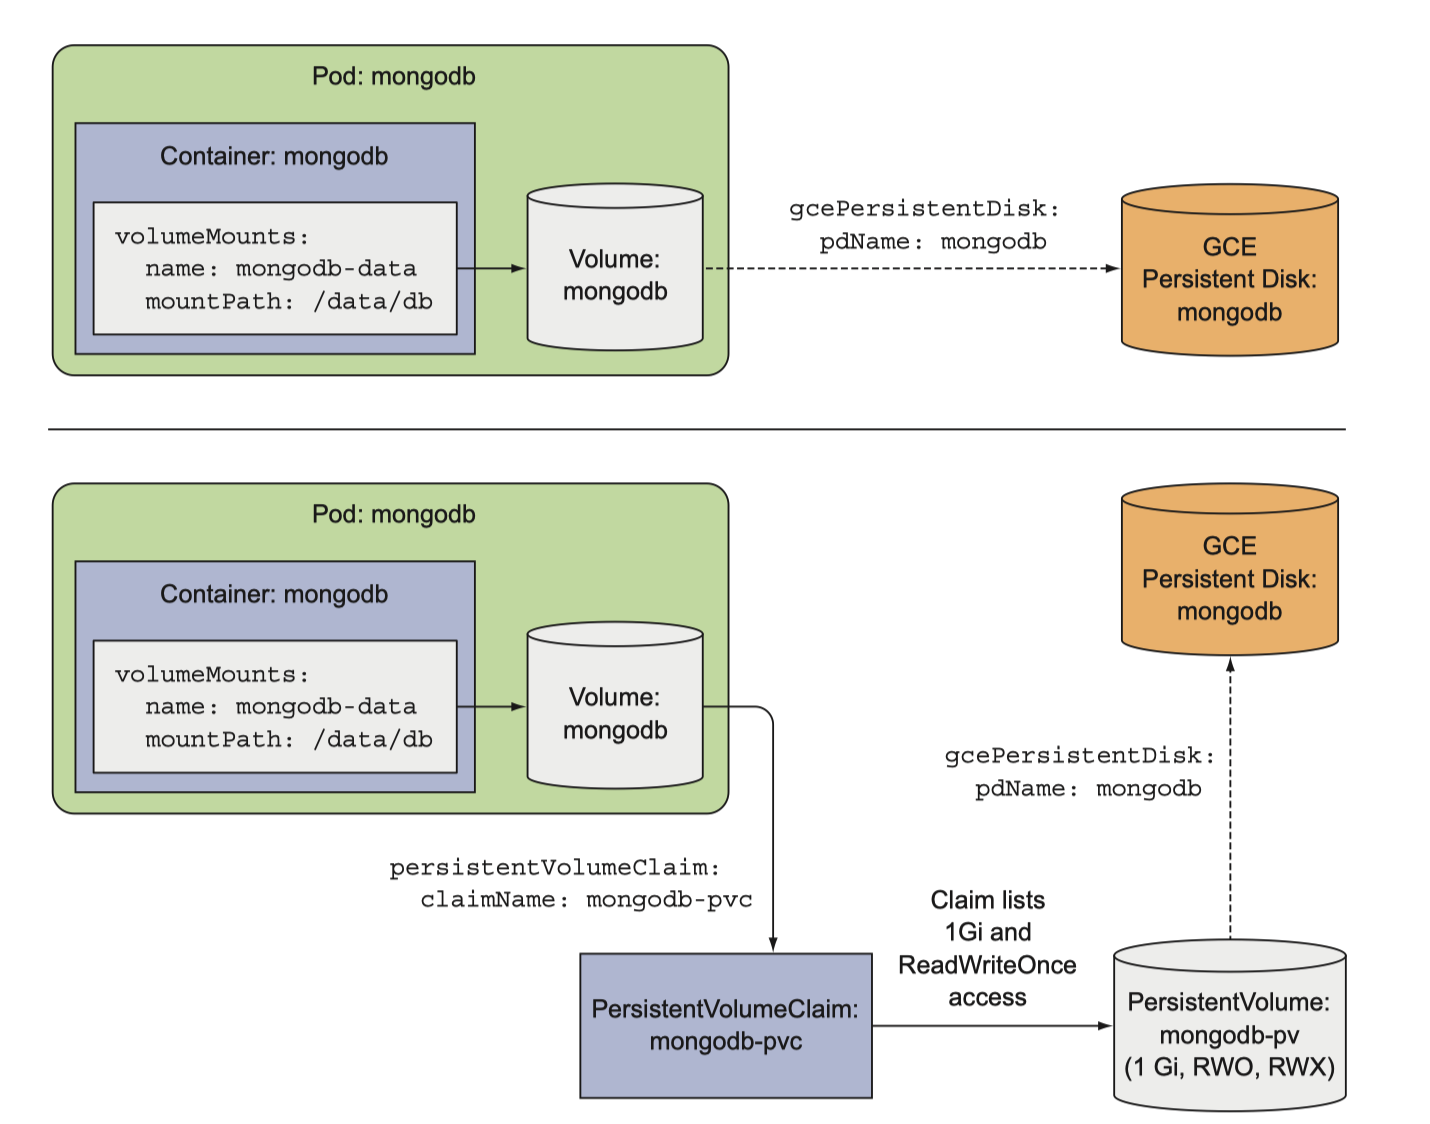 Pod: mongodb
Container: mongodb
volumeMounts:
name: mongodb-data
mountPath: /data/db
Volume:
mongodb
gcePersistentDisk:
pdName: mongodb
GCE
Persistent Disk:
mongodb
Pod: mongodb
Container: mongodb
volumeMounts:
name: mongodb-data
mountPath: /data/db
Volume:
mongodb
persistentVolumeClaim:
claimName: mongodb-pvc
PersistentVolumeClaim:
mongodb-pvc
Claim lists
1Gi and
ReadWriteOnce
access
PersistentVolume:
mongodb-pv
(1 Gi, RWO, RWX)
gcePersistentDisk:
pdName: mongodb
GCE
Persistent Disk:
mongodb